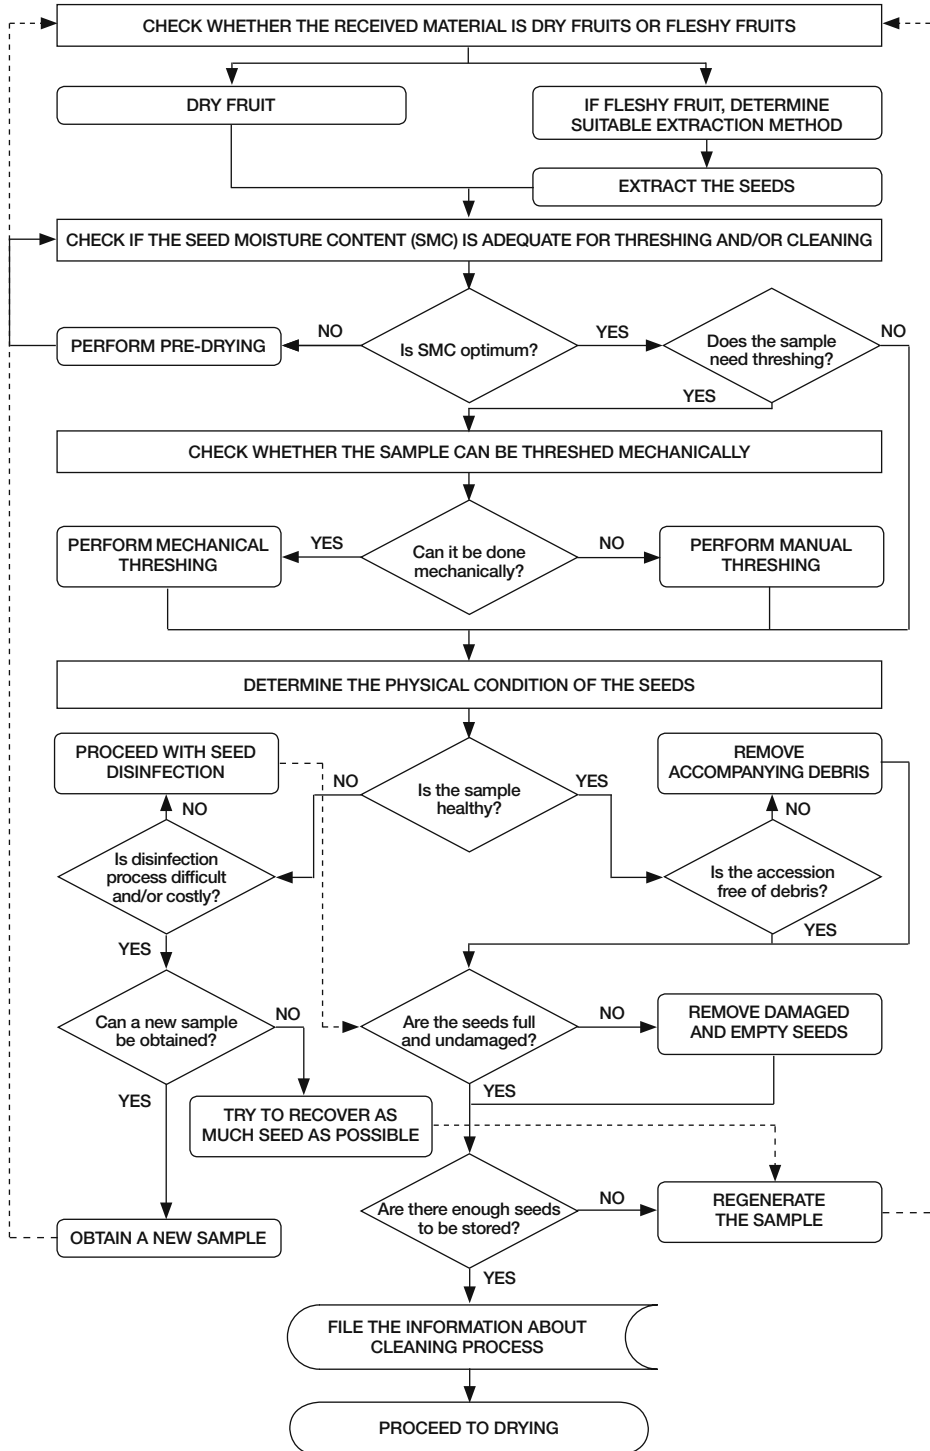 CHECK WHETHER THE RECEIVED MATERIAL IS DRY FRUITS OR FLESHY FRUITS
DRY FRUIT
IF FLESHY FRUIT, DETERMINE
SUITABLE EXTRACTION METHOD
EXTRACT THE SEEDS
CHECK IF THE SEED MOISTURE CONTENT (SMC) IS ADEQUATE FOR THRESHING AND/OR CLEANING
PERFORM PRE-DRYING
NO
Is SMC optimum?
YES
Does the sample
need threshing?
NO
YES
CHECK WHETHER THE SAMPLE CAN BE THRESHED MECHANICALLY
PERFORM MECHANICAL
THRESHING
YES
Can it be done
mechanically?
NO
PERFORM MANUAL
THRESHING
DETERMINE THE PHYSICAL CONDITION OF THE SEEDS
PROCEED WITH SEED
DISINFECTION
NO
Is the sample
healthy?
YES
REMOVE
ACCOMPANYING DEBRIS
NO
NO
Is disinfection
process difficult
and/or costly?
Is the accession
free of debris?
YES
YES
Can a new sample
be obtained?
NO
Are the seeds full
and undamaged?
NO
REMOVE DAMAGED
AND EMPTY SEEDS
YES
YES
TRY TO RECOVER AS
MUCH SEED AS POSSIBLE
Are there enough seeds
to be stored?
NO
REGENERATE
THE SAMPLE
OBTAIN A NEW SAMPLE
YES
FILE THE INFORMATION ABOUT
CLEANING PROCESS
PROCEED TO DRYING